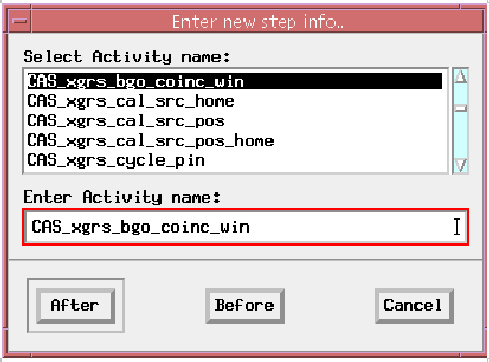 Enter new step info..
Select Activity name:
CAS_xgrs_bgo_coinc_win
CAS_xgrs_cal_src_home
CAS_xgrs_cal_src_pos
CAS_xgrs_cal_src_pos_home
CAS_xgrs_cycle_pin
Enter Activity name:
CAS_xgrs_bgo_coinc_win
After Before Cancel